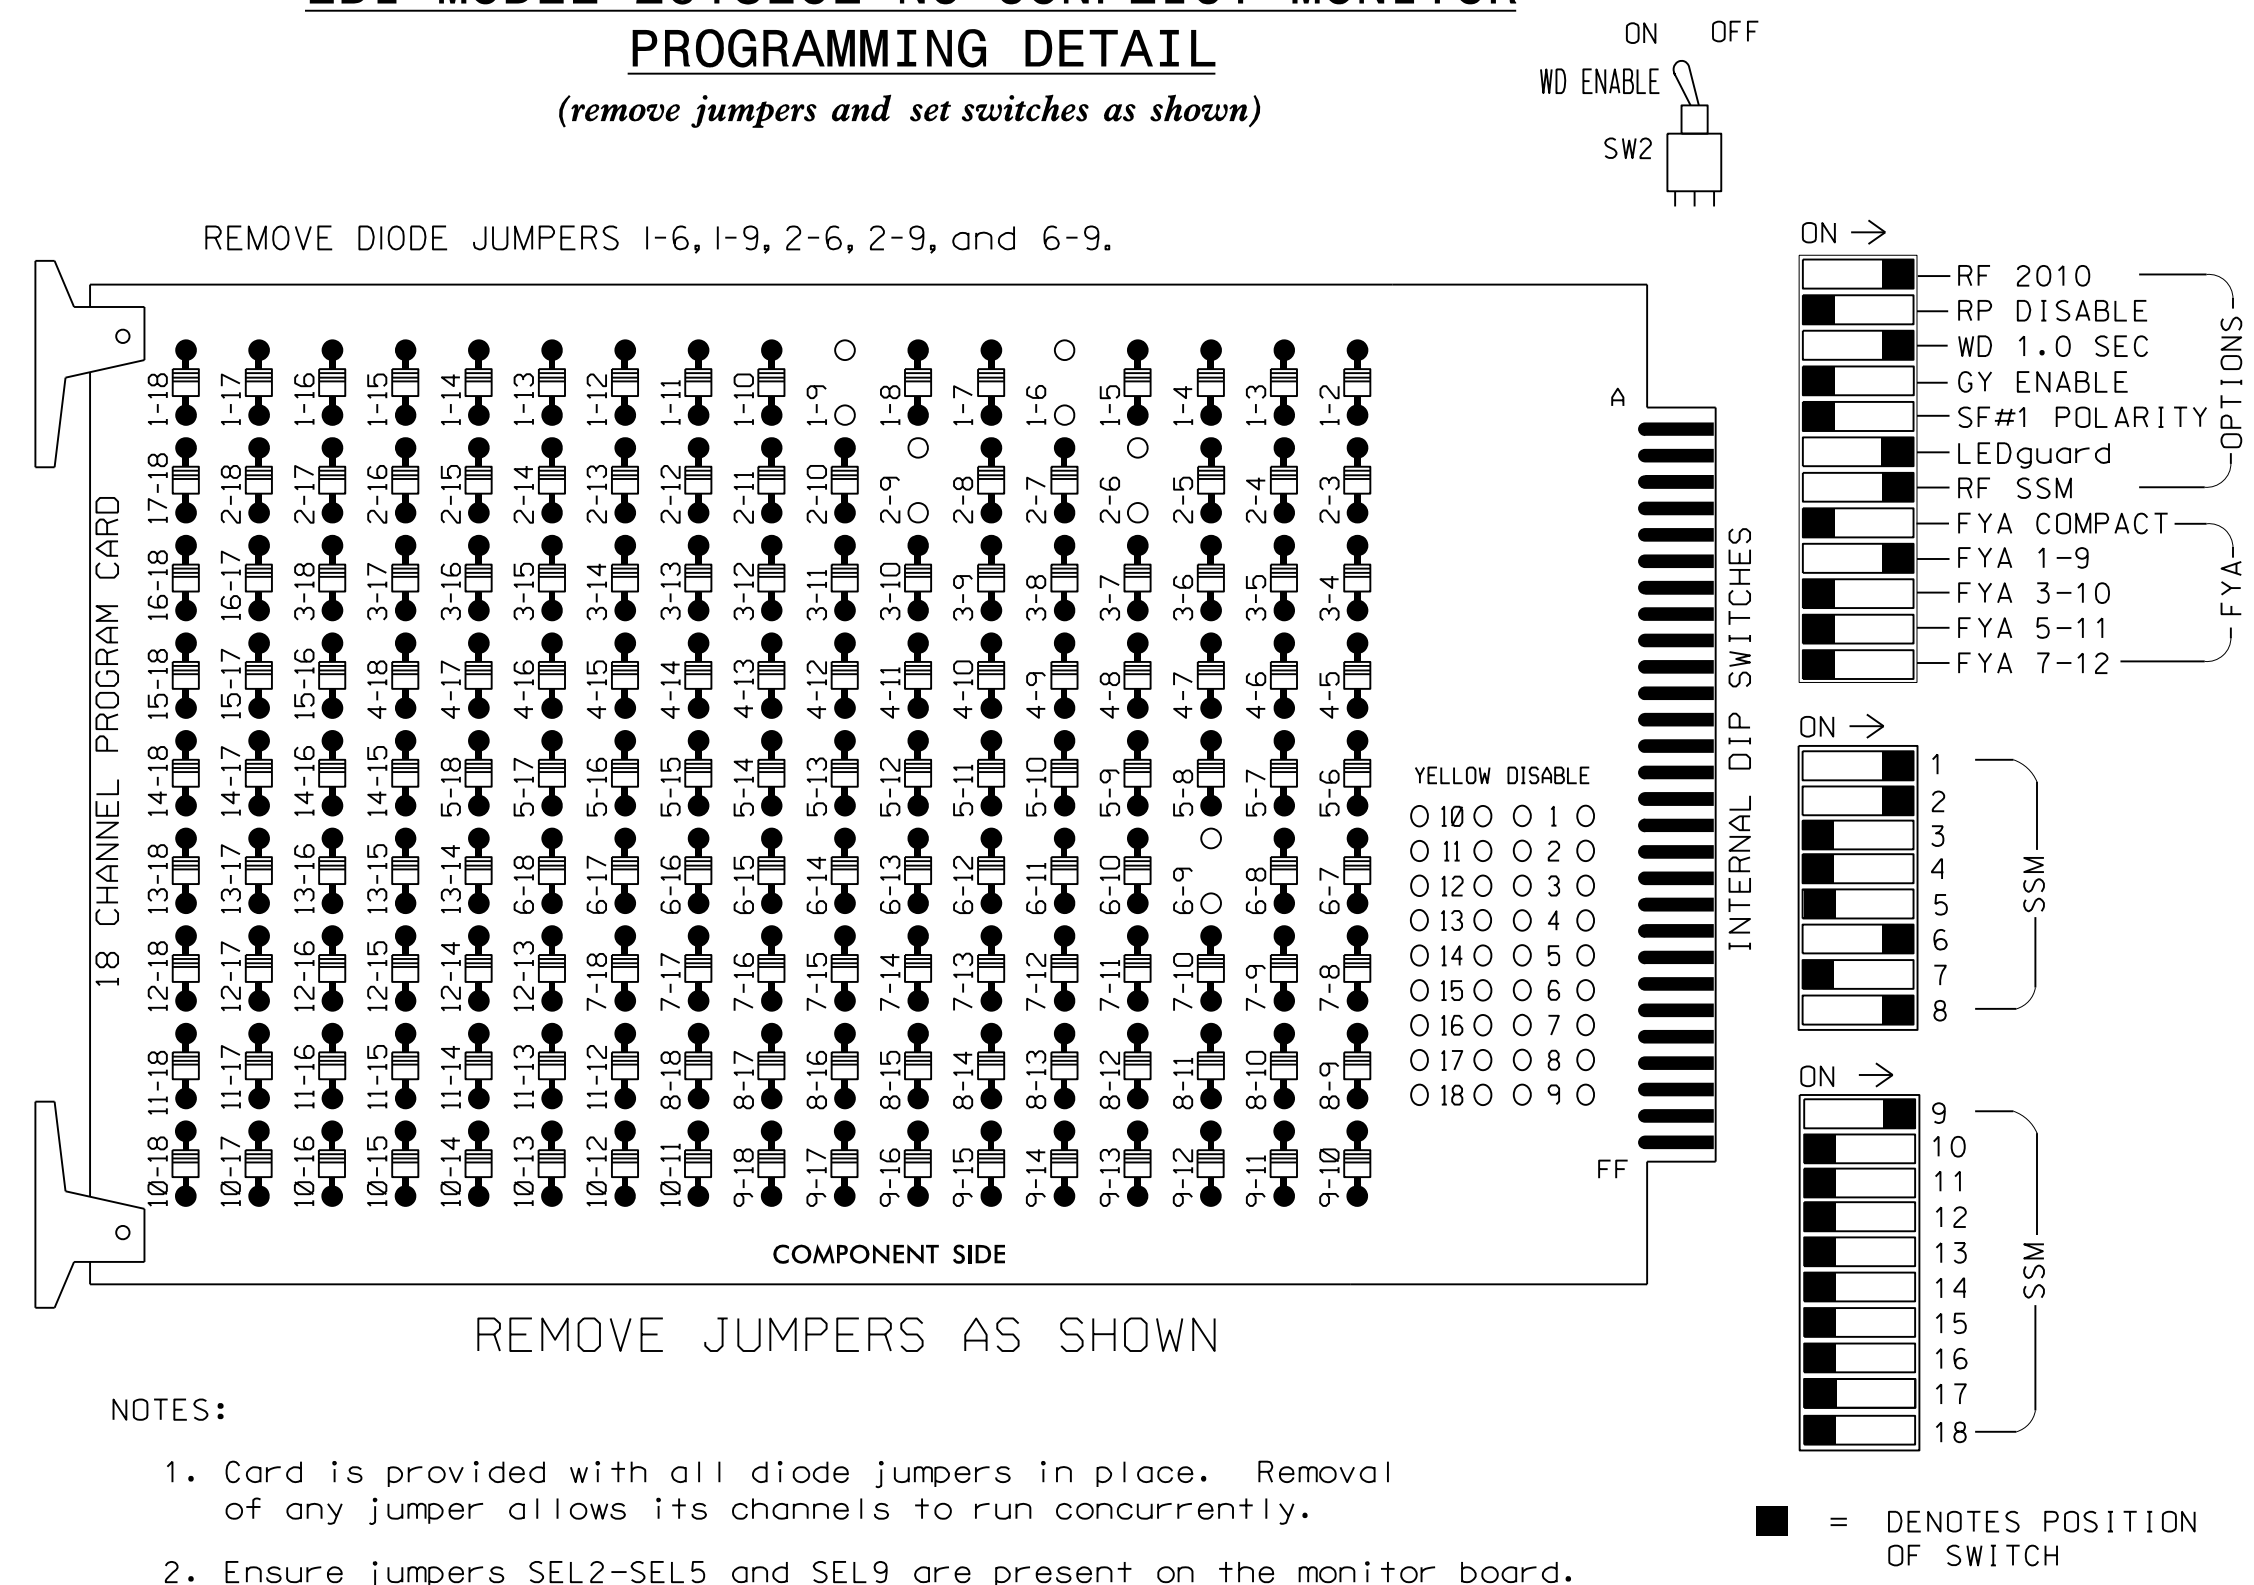 PROGRAMMING DETAIL
(remove jumpers and set switches as shown)
ON OFF
WD ENABLE
SW2
REMOVE DIODE JUMPERS 1-6, 1-9, 2-6, 2-9, and 6-9.
18 CHANNEL PROGRAM CARD
1-18 1-17 1-16 1-15 1-14 1-13 1-12 1-11 1-10 1-9 1-8 1-7 1-6 1-5 1-4 1-3 1-2
17-18 2-18 2-17 2-16 2-15 2-14 2-13 2-12 2-11 2-10 2-9 2-8 2-7 2-6 2-5 2-4 2-3
16-18 16-17 3-18 3-17 3-16 3-15 3-14 3-13 3-12 3-11 3-10 3-9 3-8 3-7 3-6 3-5 3-4
15-18 15-17 15-16 4-18 4-17 4-16 4-15 4-14 4-13 4-12 4-11 4-10 4-9 4-8 4-7 4-6 4-5
14-18 14-17 14-16 14-15 5-18 5-17 5-16 5-15 5-14 5-13 5-12 5-11 5-10 5-9 5-8 5-7 5-6
13-18 13-17 13-16 13-15 13-14 6-18 6-17 6-16 6-15 6-14 6-13 6-12 6-11 6-10 6-9 6-8 6-7
12-18 12-17 12-16 12-15 12-14 12-13 7-18 7-17 7-16 7-15 7-14 7-13 7-12 7-11 7-10 7-9 7-8
11-18 11-17 11-16 11-15 11-14 11-13 11-12 8-18 8-17 8-16 8-15 8-14 8-13 8-12 8-11 8-10 8-9
10-18 10-17 10-16 10-15 10-14 10-13 10-12 10-11 9-18 9-17 9-16 9-15 9-14 9-13 9-12 9-11 9-10
YELLOW DISABLE
10 1
11 2
12 3
13 4
14 5
15 6
16 7
17 8
18 9
A
FF
COMPONENT SIDE
INTERNAL DIP SWITCHES
ON
RF 2010
RP DISABLE
WD 1.0 SEC
GY ENABLE
SF#1 POLARITY
LEDguard
RF SSM
OPTIONS
FYA COMPACT
FYA 1-9
FYA 3-10
FYA 5-11
FYA 7-12
FYA
ON
1
2
3
4
5
6
7
8
SSM
ON
9
10
11
12
13
14
15
16
17
18
SSM
REMOVE JUMPERS AS SHOWN
NOTES:
1. Card is provided with all diode jumpers in place. Removal
of any jumper allows its channels to run concurrently.
2. Ensure jumpers SEL2-SEL5 and SEL9 are present on the monitor board.
= DENOTES POSITION
OF SWITCH